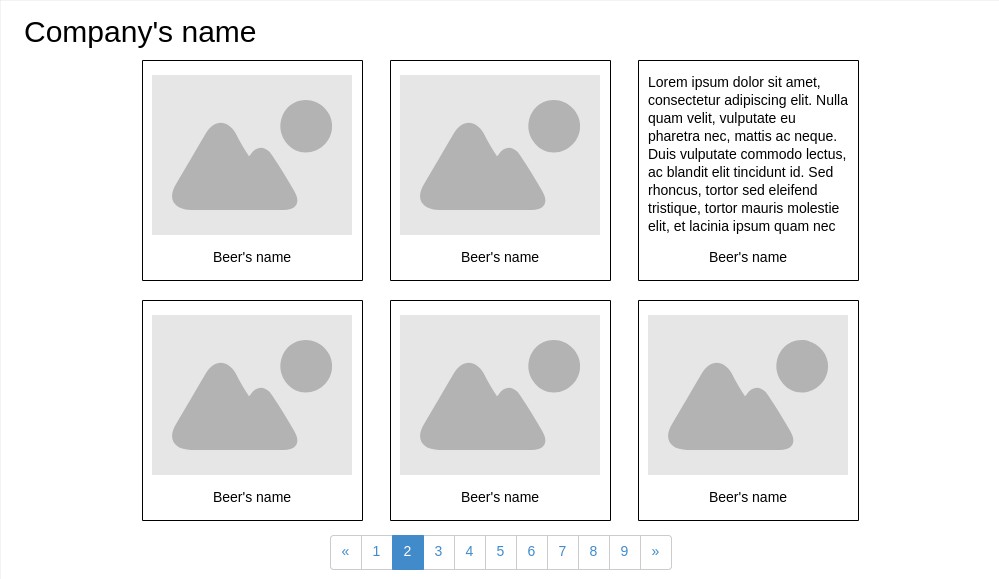 Company's name
Lorem ipsum dolor sit amet,
consectetur adipiscing elit. Nulla
quam velit, vulputate eu
pharetra nec, mattis ac neque.
Duis vulputate commodo lectus,
ac blandit elit tincidunt id. Sed
rhoncus, tortor sed eleifend
tristique, tortor mauris molestie
elit, et lacinia ipsum quam nec
Beer's name
Beer's name
Beer's name
Beer's name
Beer's name
Beer's name
« 1 2 3 4 5 6 7 8 9 »